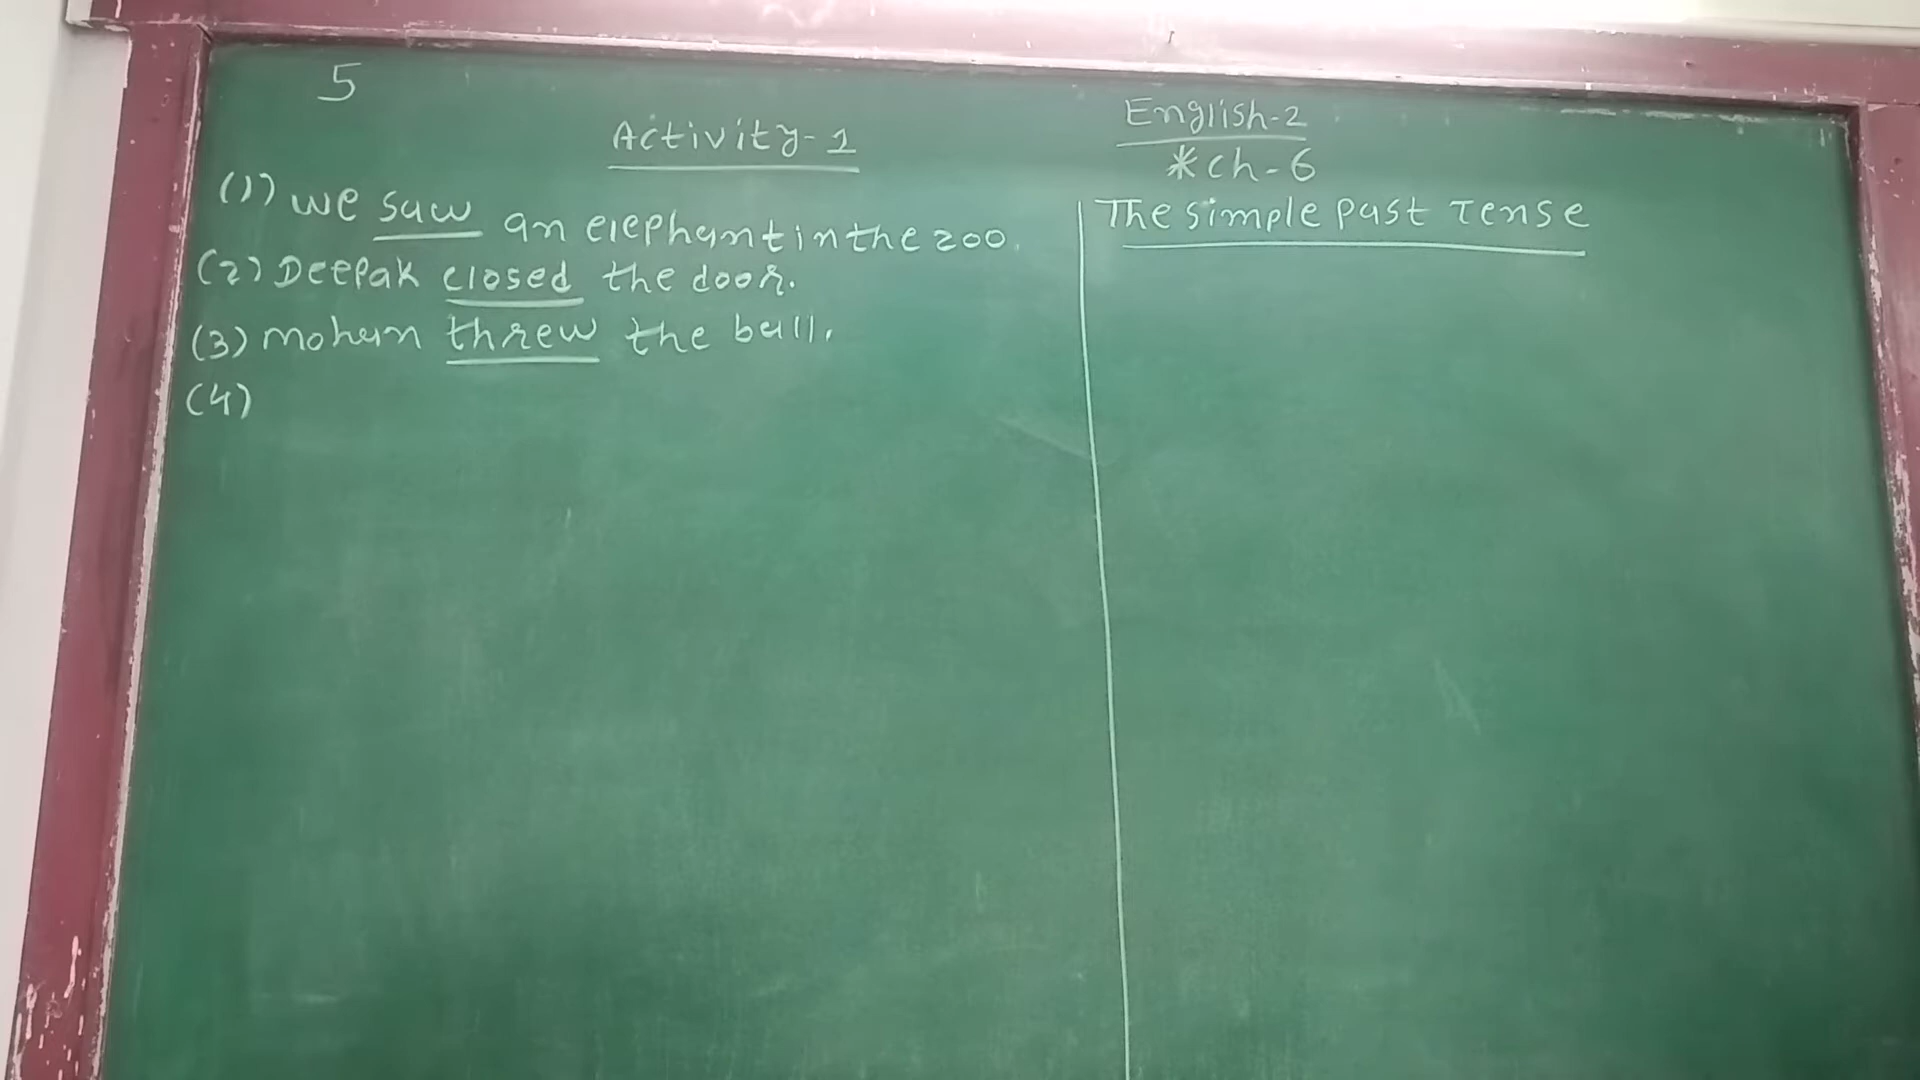 5
Activity-1
(1) we saw an elephant in the zoo.
(2) Deepak closed the door.
(3) mohan threw the ball.
(4)
English-2
*ch-6
The simple past Tense